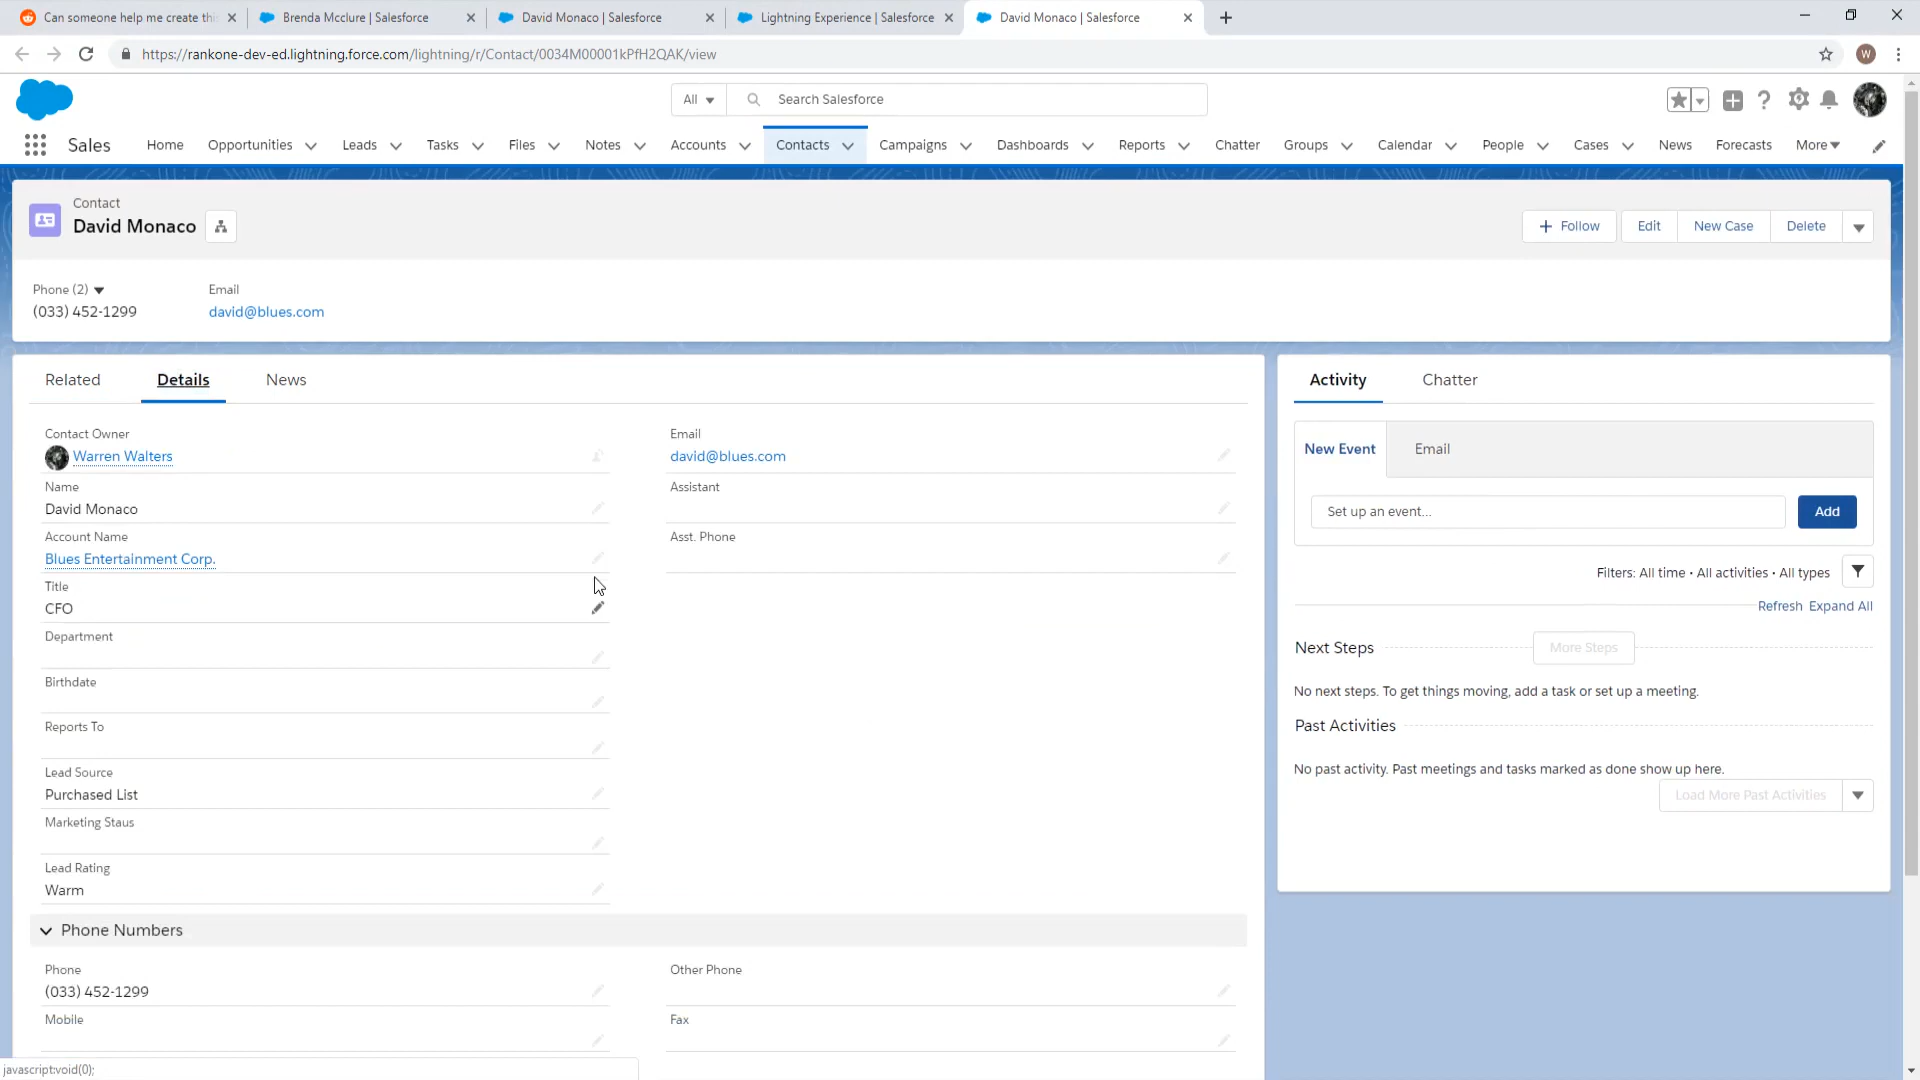 Can someone help me create thi
Brenda Mcclure | Salesforce
David Monaco | Salesforce
Lightning Experience | Salesforce
David Monaco | Salesforce
https://rankone-dev-ed.lightning.force.com/lightning/r/Contact/0034M00001kPfH2QAK/view
W
All
Search Salesforce
Sales
Home
Opportunities
Leads
Tasks
Files
Notes
Accounts
Contacts
Campaigns
Dashboards
Reports
Chatter
Groups
Calendar
People
Cases
News
Forecasts
More
Contact
David Monaco
Follow
Edit
New Case
Delete
Phone (2)
(033) 452-1299
Email
david@blues.com
Related
Details
News
Contact Owner
Warren Walters
Name
David Monaco
Account Name
Blues Entertainment Corp.
Title
CFO
Department
Birthdate
Reports To
Lead Source
Purchased List
Marketing Staus
Lead Rating
Warm
Email
david@blues.com
Assistant
Asst. Phone
Phone Numbers
Phone
(033) 452-1299
Mobile
Other Phone
Fax
Activity
Chatter
New Event
Email
Set up an event...
Add
Filters: All time • All activities • All types
Refresh
Expand All
Next Steps
More Steps
No next steps. To get things moving, add a task or set up a meeting.
Past Activities
No past activity. Past meetings and tasks marked as done show up here.
Load More Past Activities
javascript:void(0);